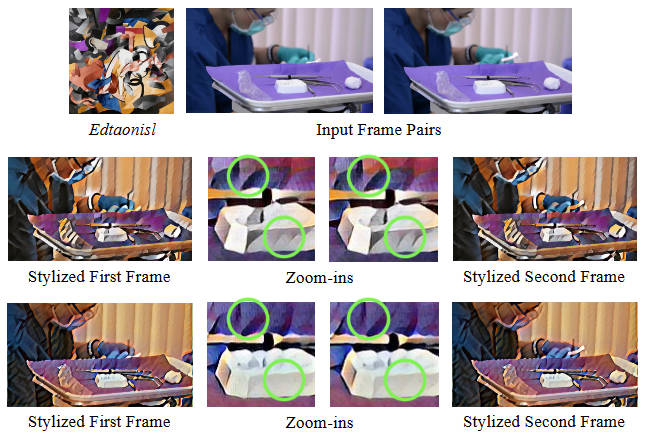 Edtaonisl
Input Frame Pairs
Stylized First Frame
Zoom-ins
Stylized Second Frame
Stylized First Frame
Zoom-ins
Stylized Second Frame